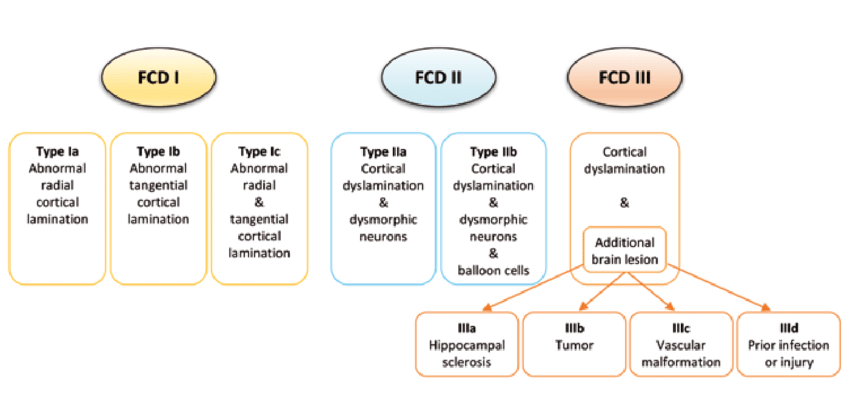 FCD I
FCD II
FCD III
Type Ia
Abnormal
radial
cortical
lamination
Type Ib
Abnormal
tangential
cortical
lamination
Type Ic
Abnormal
radial
&
tangential
cortical
lamination
Type IIa
Cortical
dyslamination
&
dysmorphic
neurons
Type IIb
Cortical
dyslamination
&
dysmorphic
neurons
&
balloon cells
Cortical
dyslamination
&
Additional
brain lesion
IIIa
Hippocampal
sclerosis
IIIb
Tumor
IIIc
Vascular
malformation
IIId
Prior infection
or injury